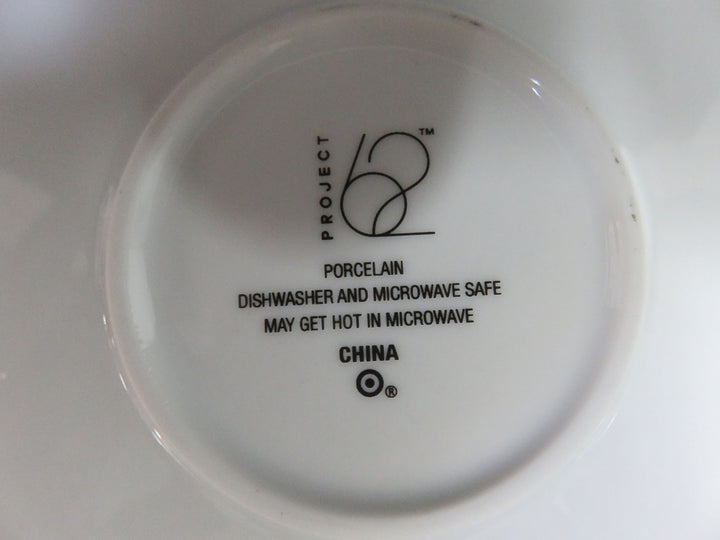 PROJECT 62™
PORCELAIN
DISHWASHER AND MICROWAVE SAFE
MAY GET HOT IN MICROWAVE
CHINA
®